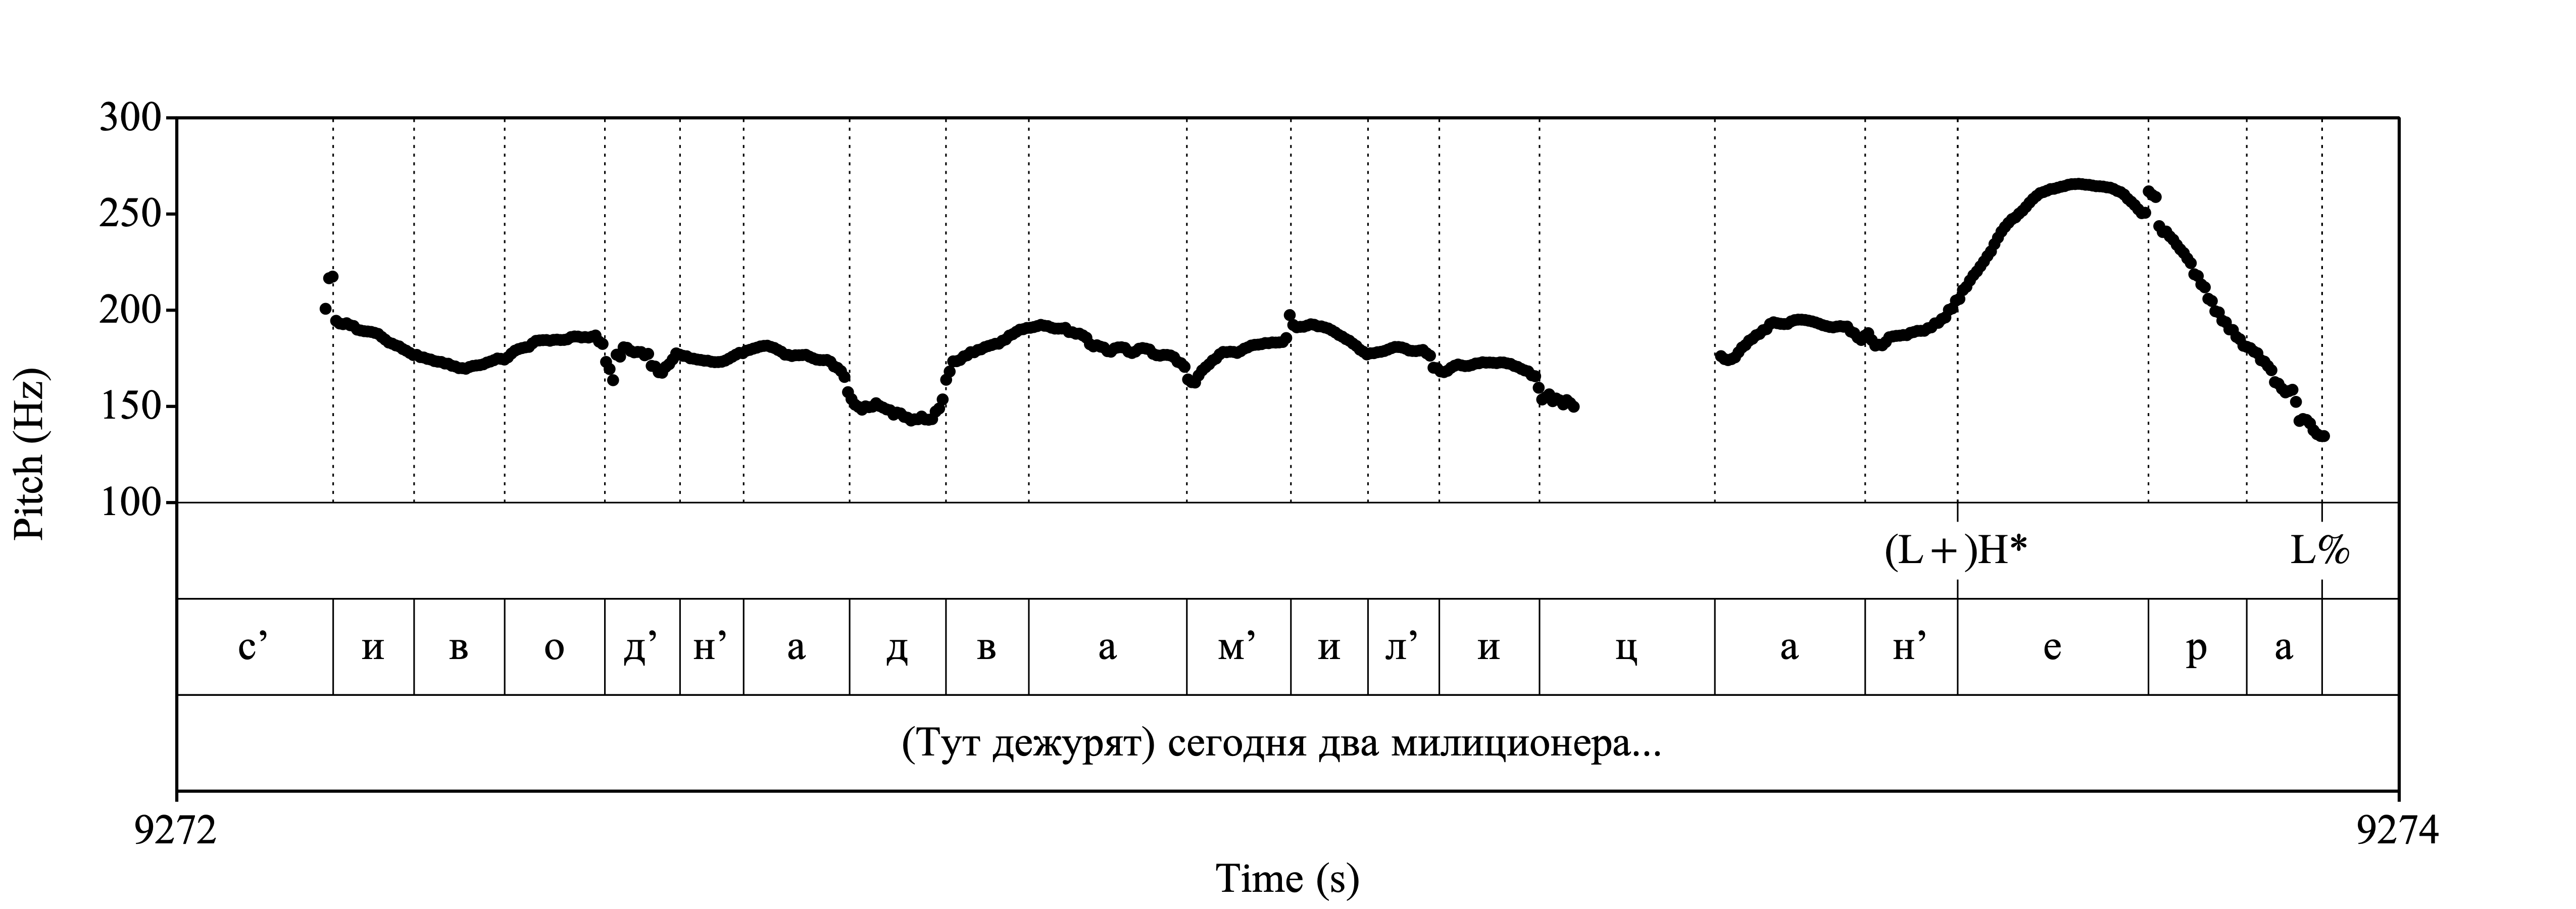 300
250
200
150
100
Pitch (Hz)
(L+)H* L%
с’ и в о д’ н’ а д в а м’ и л’ и ц а н’ е р а
(Тут дежурят) сегодня два милиционера...
9272 9274
Time (s)